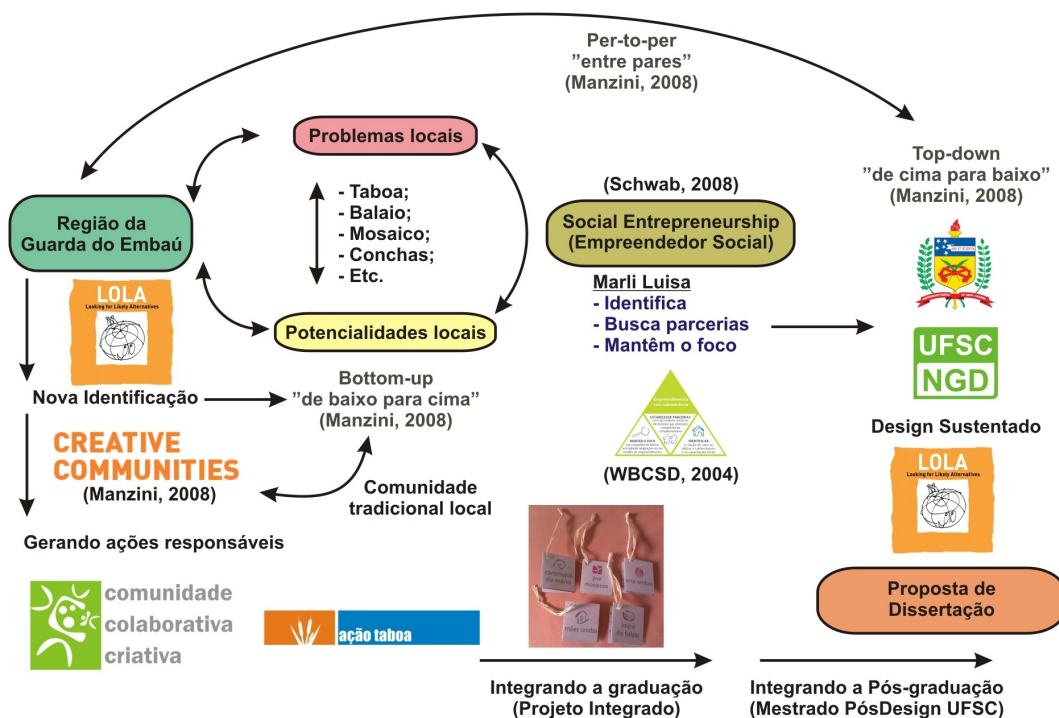 Per-to-per
”entre pares”
(Manzini, 2008)
Problemas locais
Top-down
”de cima para baixo”
(Manzini, 2008)
(Schwab, 2008)
- Taboa;
- Balaio;
- Mosaico;
- Conchas;
- Etc.
Região da
Guarda do Embaú
Social Entrepreneurship
(Empreendedor Social)
Marli Luisa
- Identifica
- Busca parcerias
- Mantêm o foco
LOLA
Looking for Likely Alternatives
Potencialidades locais
UFSC
NGD
Nova Identificação
Bottom-up
”de baixo para cima”
(Manzini, 2008)
ESTABELECER PARCERIAS
MANTER O FOCO
IDENTIFICAR
(WBCSD, 2004)
Design Sustentado
CREATIVE
COMMUNITIES
(Manzini, 2008)
Comunidade
tradicional local
LOLA
Looking for Likely Alternatives
Gerando ações responsáveis
Proposta de
Dissertação
comunidade
colaborativa
criativa
ação taboa
Integrando a graduação
(Projeto Integrado)
Integrando a Pós-graduação
(Mestrado PósDesign UFSC)